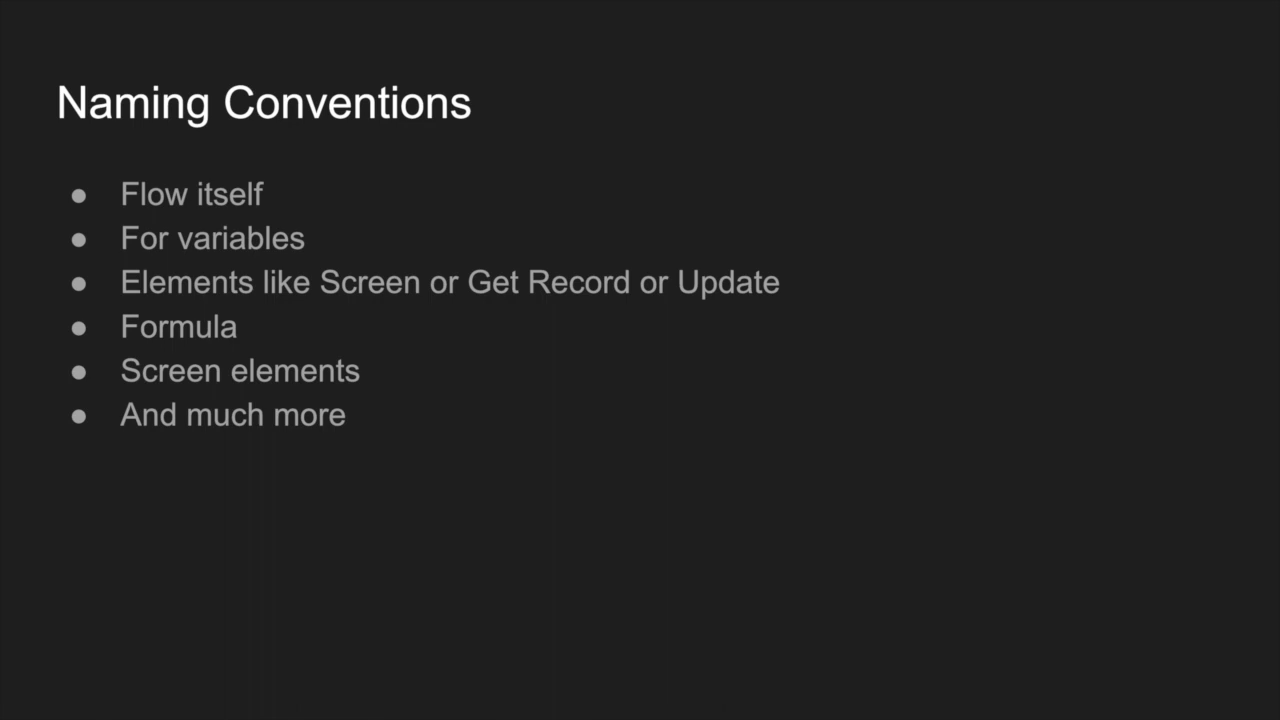 Naming Conventions
● Flow itself
● For variables
● Elements like Screen or Get Record or Update
● Formula
● Screen elements
● And much more